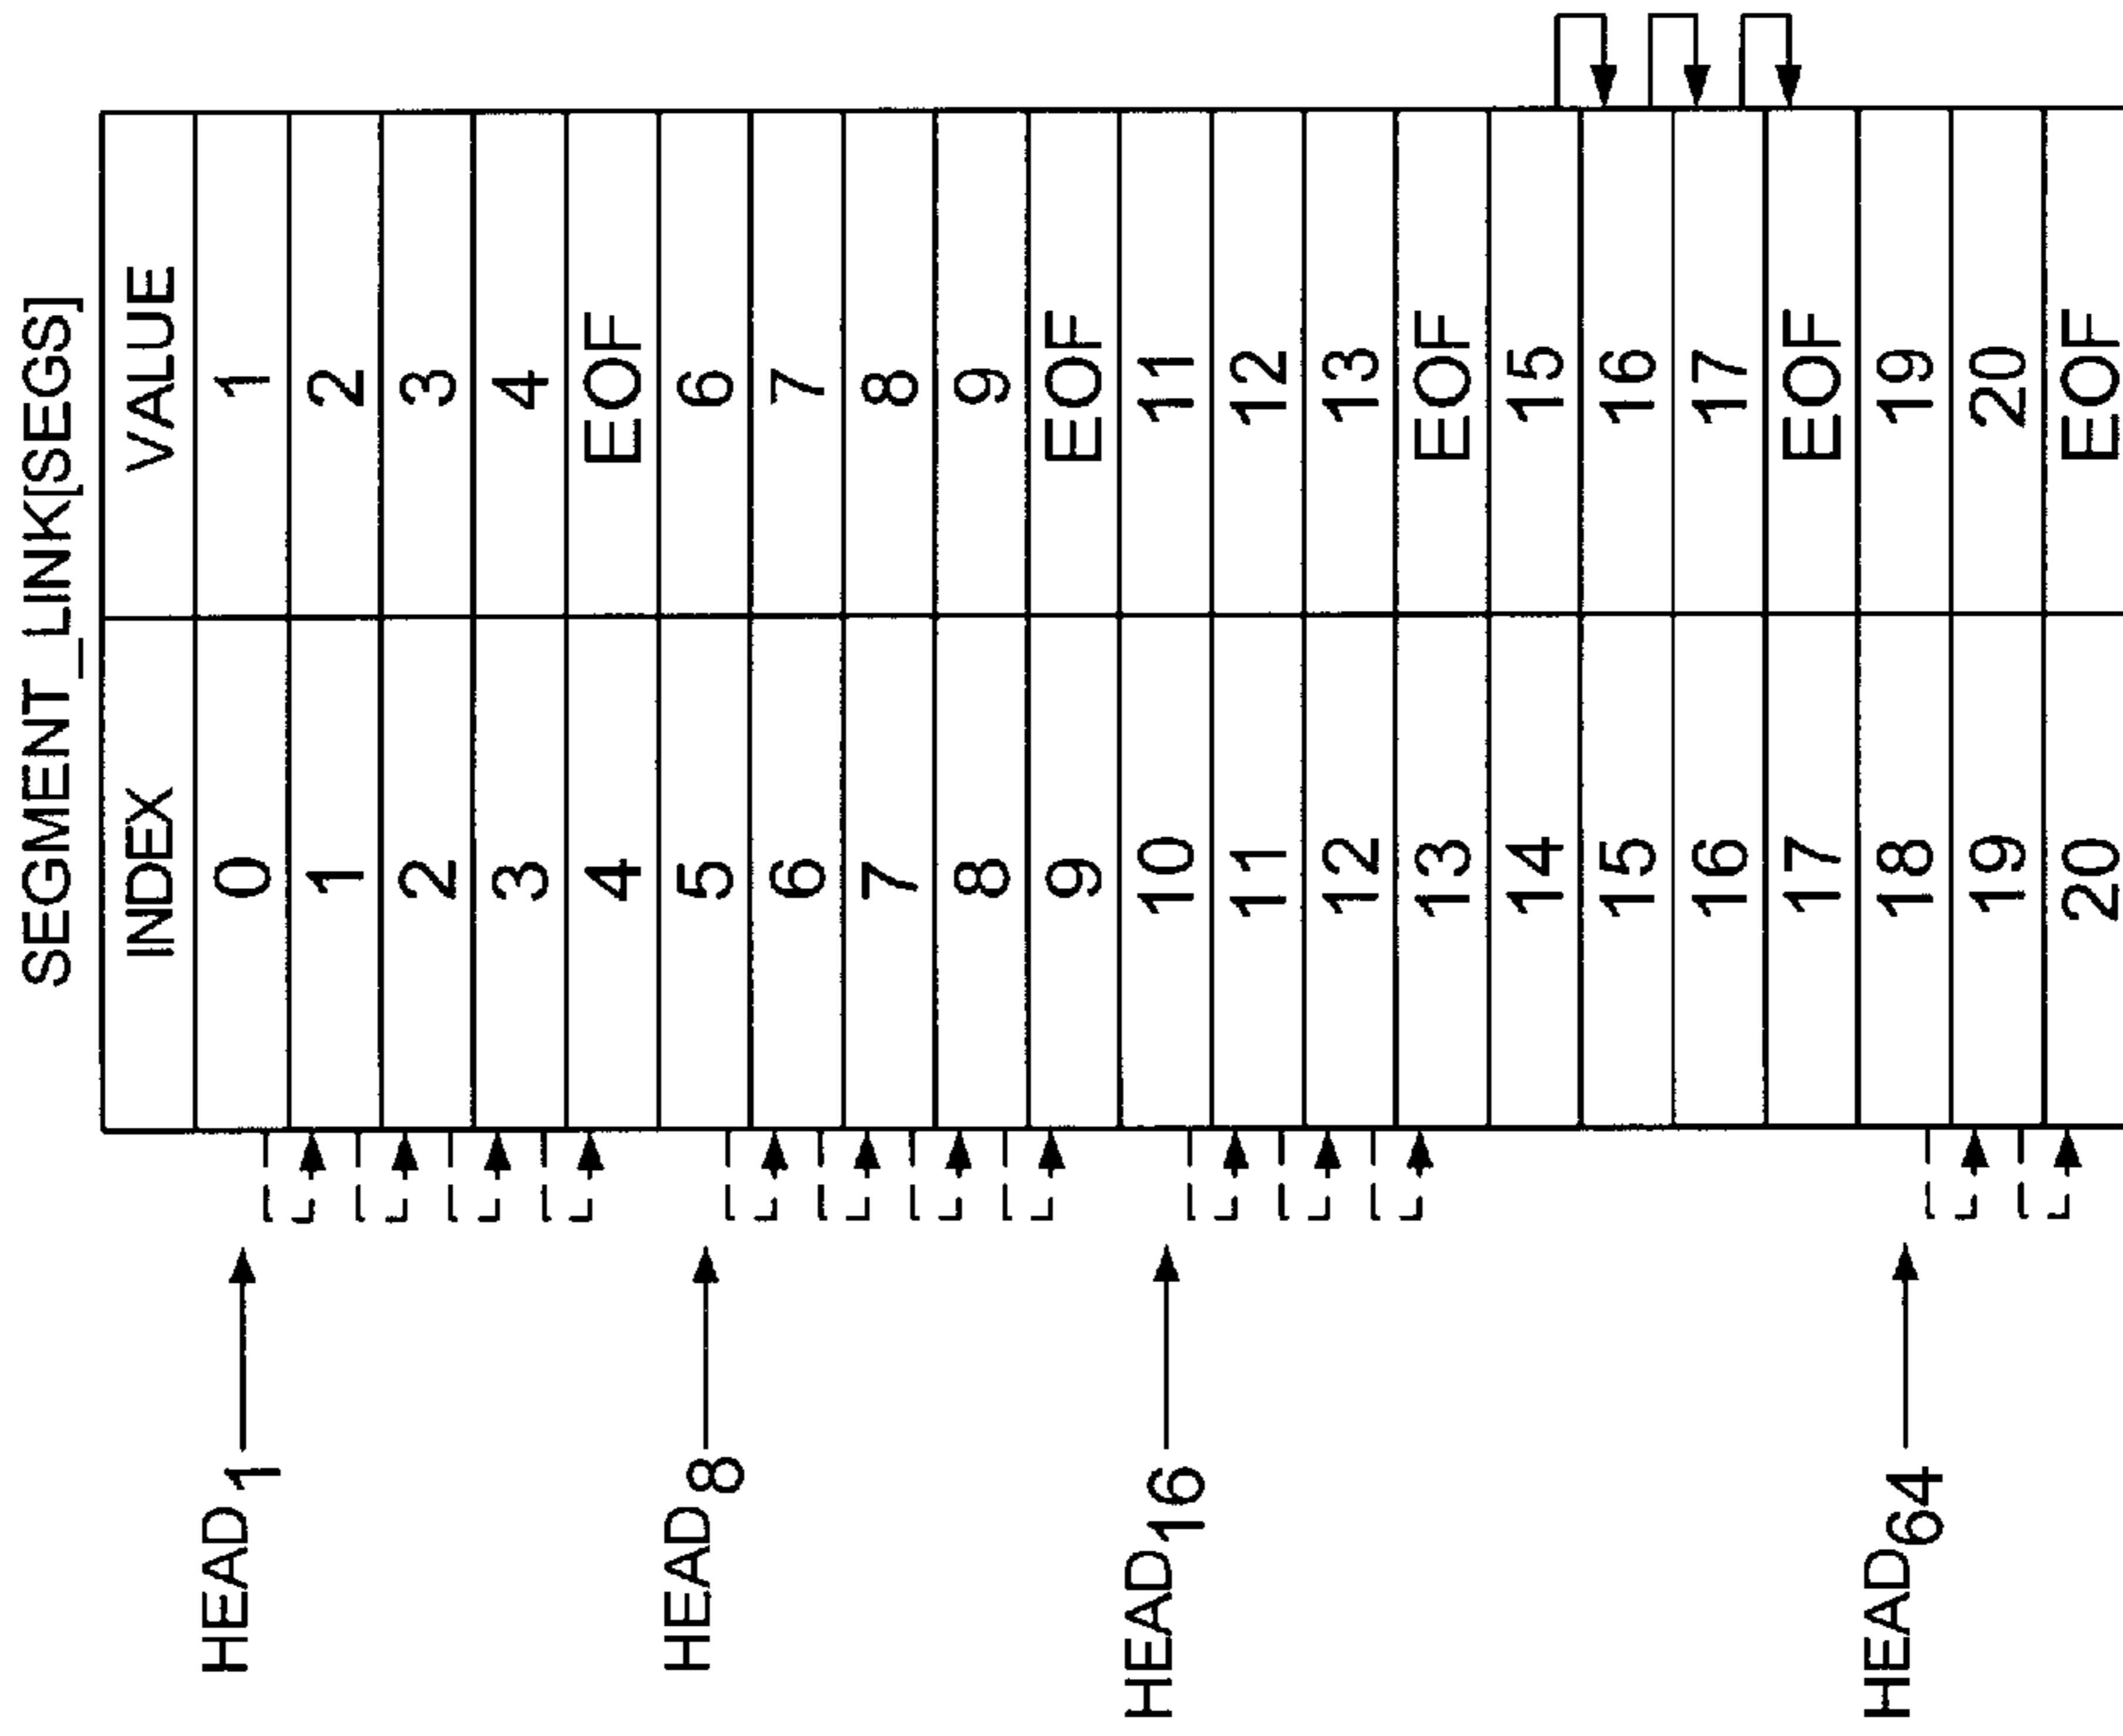 SEGMENT_LINK[SEGS]
INDEX VALUE
HEAD1 0 1
1 2
2 3
3 4
4 EOF
HEAD8 5 6
6 7
7 8
8 9
9 EOF
HEAD16 10 11
11 12
12 13
13 EOF
14 15
15 16
16 17
17 EOF
HEAD64 18 19
19 20
20 EOF